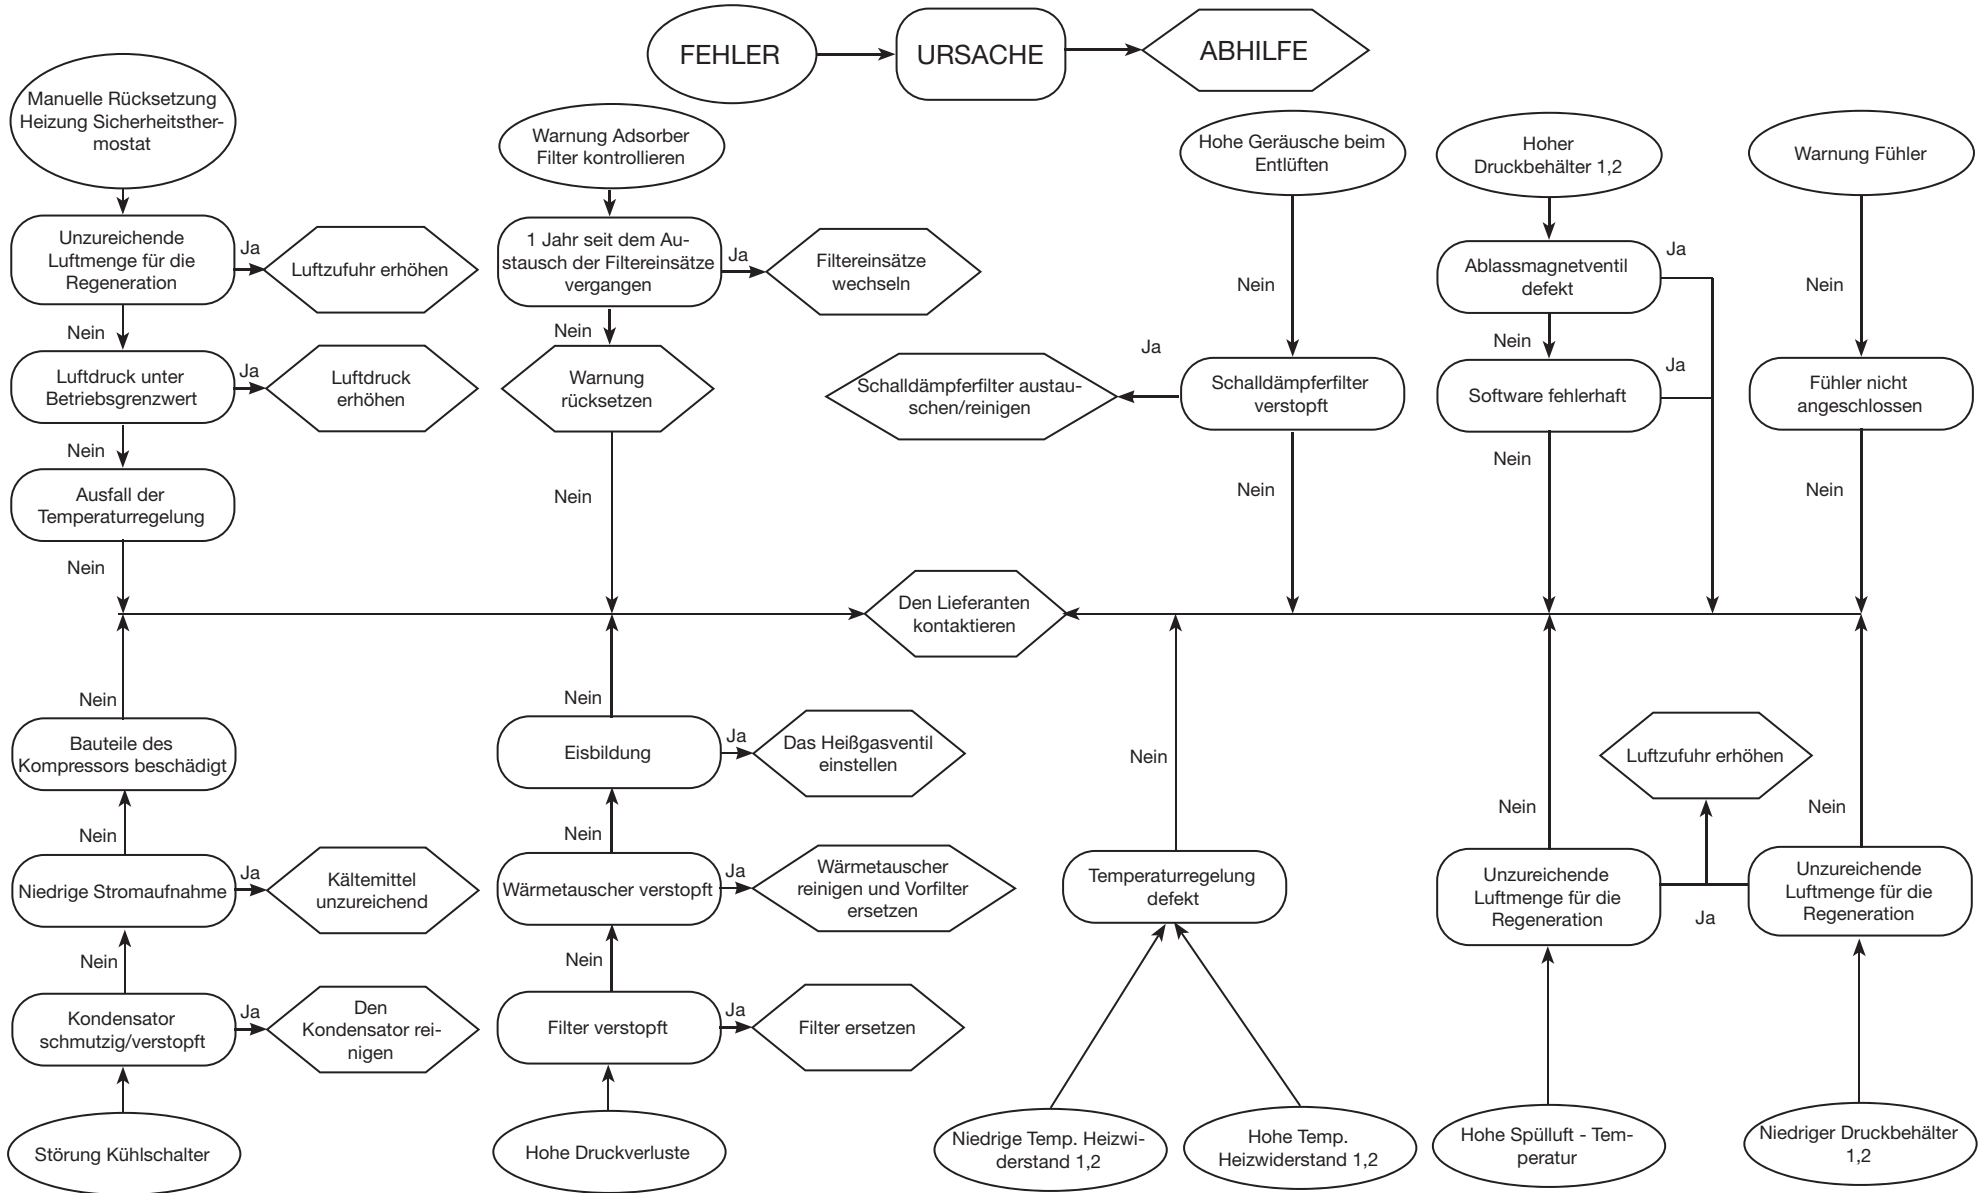 FEHLER
URSACHE
ABHILFE
Manuelle Rücksetzung
Heizung Sicherheitsther-
mostat
Unzureichende
Luftmenge für die
Regeneration
Ja
Luftzufuhr erhöhen
Nein
Luftdruck unter
Betriebsgrenzwert
Ja
Luftdruck
erhöhen
Nein
Ausfall der
Temperaturregelung
Nein
Warnung Adsorber
Filter kontrollieren
1 Jahr seit dem Au-
stausch der Filtereinsätze
vergangen
Ja
Filtereinsätze
wechseln
Nein
Warnung
rücksetzen
Nein
Hohe Geräusche beim
Entlüften
Nein
Ja
Schalldämpferfilter austau-
schen/reinigen
Schalldämpferfilter
verstopft
Nein
Hoher
Druckbehälter 1,2
Ablassmagnetventil
defekt
Ja
Nein
Software fehlerhaft
Ja
Nein
Warnung Fühler
Nein
Fühler nicht
angeschlossen
Nein
Den Lieferanten
kontaktieren
Nein
Bauteile des
Kompressors beschädigt
Nein
Niedrige Stromaufnahme
Ja
Kältemittel
unzureichend
Nein
Kondensator
schmutzig/verstopft
Ja
Den
Kondensator rei-
nigen
Störung Kühlschalter
Nein
Eisbildung
Ja
Das Heißgasventil
einstellen
Nein
Wärmetauscher verstopft
Ja
Wärmetauscher
reinigen und Vorfilter
ersetzen
Nein
Filter verstopft
Ja
Filter ersetzen
Hohe Druckverluste
Nein
Temperaturregelung
defekt
Niedrige Temp. Heizwi-
derstand 1,2
Hohe Temp.
Heizwiderstand 1,2
Nein
Unzureichende
Luftmenge für die
Regeneration
Hohe Spülluft - Tem-
peratur
Luftzufuhr erhöhen
Ja
Nein
Unzureichende
Luftmenge für die
Regeneration
Niedriger Druckbehälter
1,2